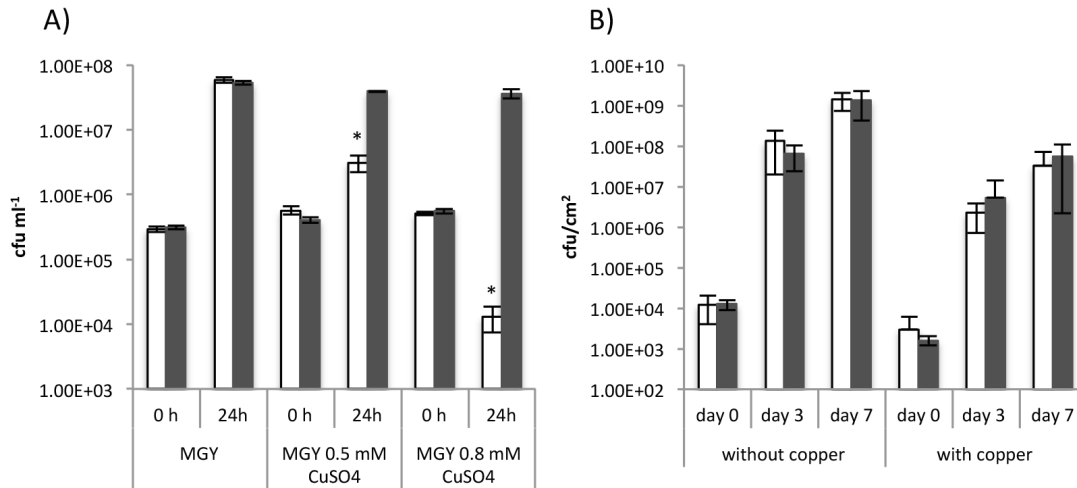 A)
1.00E+08
1.00E+07
1.00E+06
1.00E+05
1.00E+04
1.00E+03
cfu ml-1
*
*
0 h 24h 0 h 24h 0 h 24h
MGY MGY 0.5 mM CuSO4 MGY 0.8 mM CuSO4
B)
1.00E+10
1.00E+09
1.00E+08
1.00E+07
1.00E+06
1.00E+05
1.00E+04
1.00E+03
1.00E+02
cfu/cm²
day 0 day 3 day 7 day 0 day 3 day 7
without copper with copper